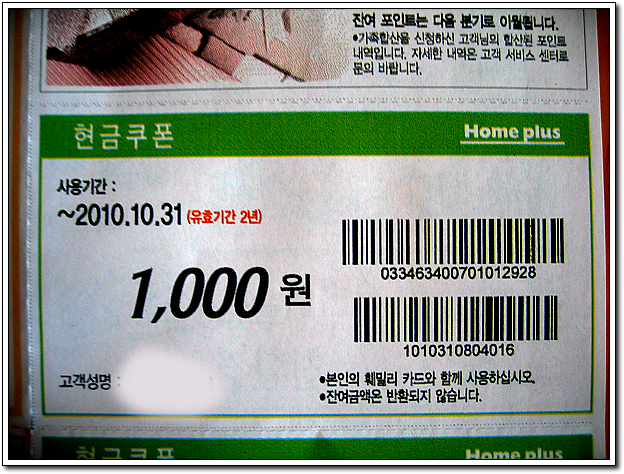 잔여 포인트는 다음 분기로 이월됩니다.
•가족합산을 신청하신 고객님의 합산된 포인트
내역입니다. 자세한 내역은 고객 서비스 센터로
문의 바랍니다.
현금쿠폰 Home plus
사용기간 :
~2010.10.31 (유효기간 2년)
033463400701012928
1,000 원
1010310804016
고객성명 :
•본인의 훼밀리 카드와 함께 사용하십시오.
•잔여금액은 반환되지 않습니다.
현금쿠폰 Home plus